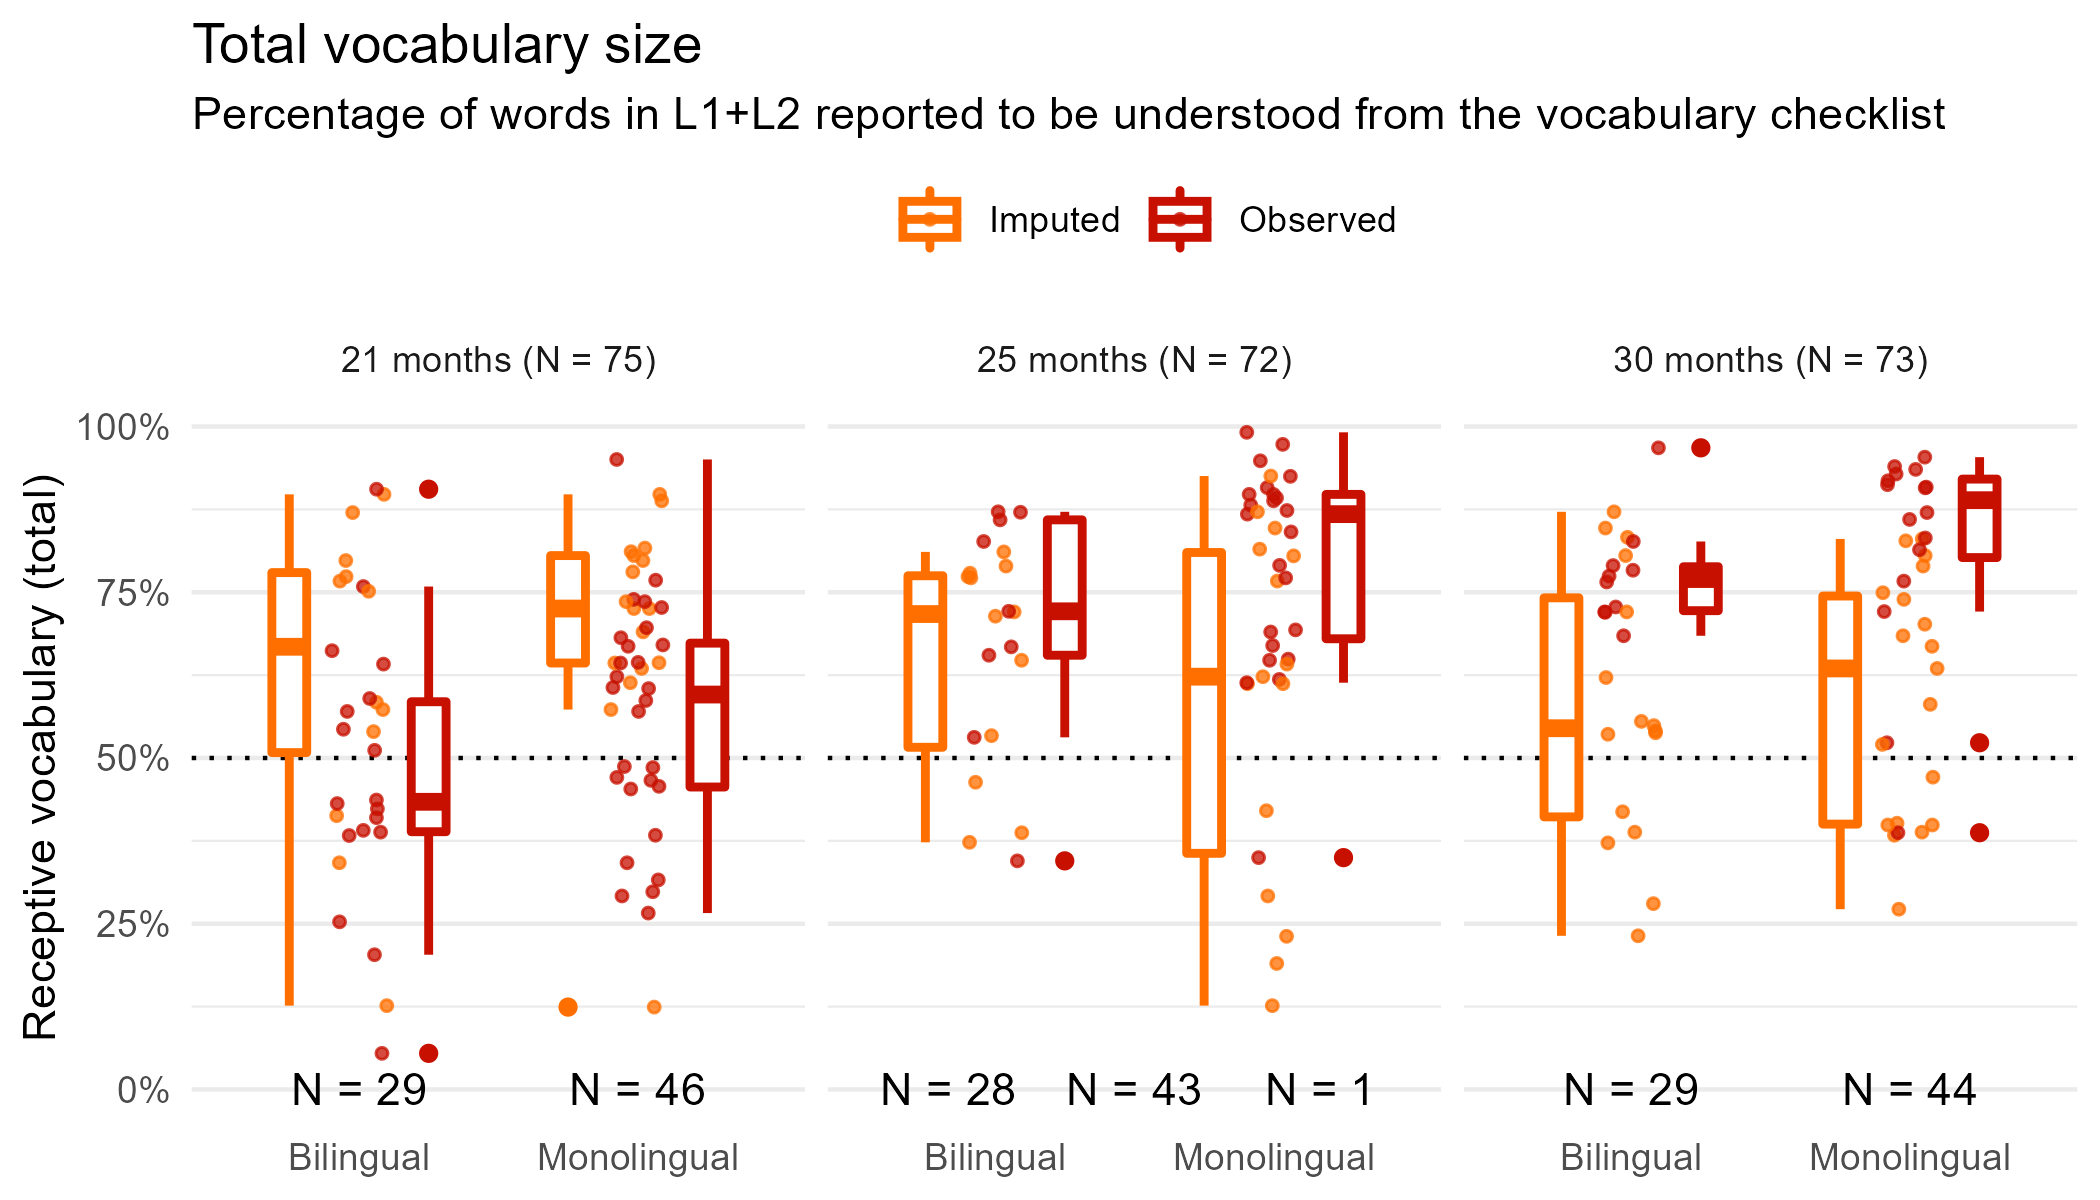 Total vocabulary size
Percentage of words in L1+L2 reported to be understood from the vocabulary checklist
Imputed Observed
21 months (N = 75) 25 months (N = 72) 30 months (N = 73)
Receptive vocabulary (total)
100%
75%
50%
25%
0%
N = 29 N = 46 N = 28 N = 43 N = 1 N = 29 N = 44
Bilingual Monolingual Bilingual Monolingual Bilingual Monolingual